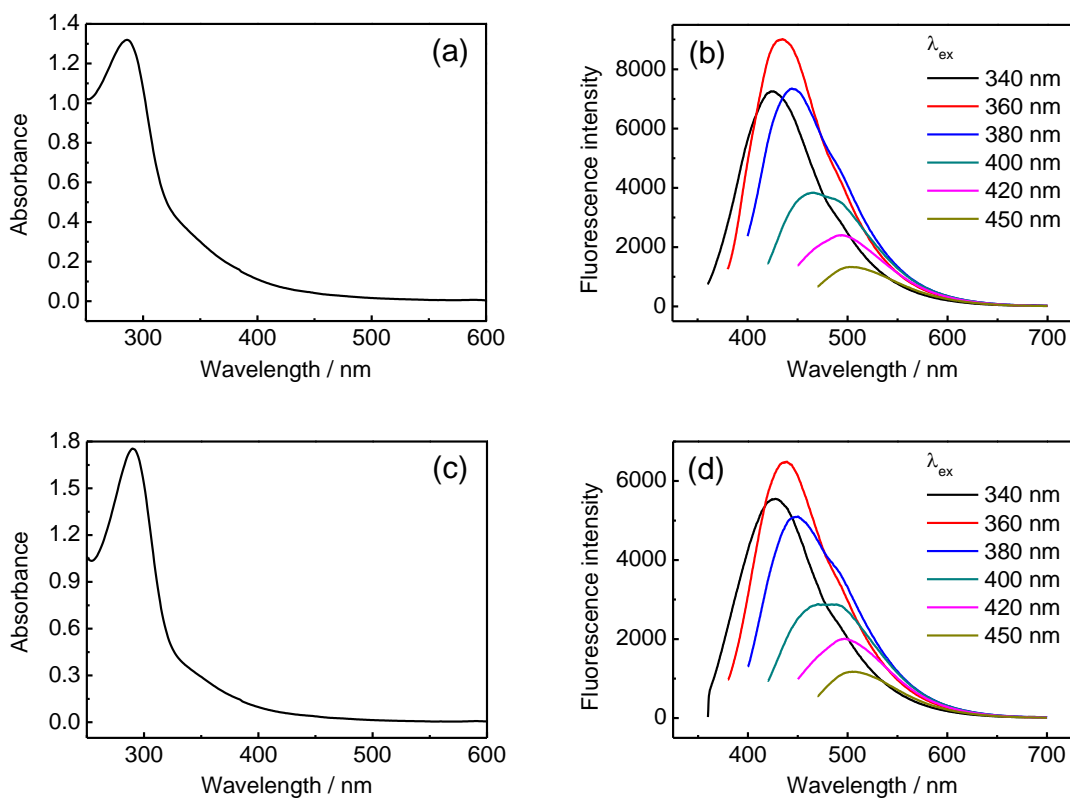 (a)
Absorbance
1.4
1.2
1.0
0.8
0.6
0.4
0.2
0.0
300 400 500 600
Wavelength / nm
(b)
Fluorescence intensity
8000
6000
4000
2000
0
400 500 600 700
Wavelength / nm
λex
340 nm
360 nm
380 nm
400 nm
420 nm
450 nm
(c)
Absorbance
1.8
1.5
1.2
0.9
0.6
0.3
0.0
300 400 500 600
Wavelength / nm
(d)
Fluorescence intensity
6000
4000
2000
0
400 500 600 700
Wavelength / nm
λex
340 nm
360 nm
380 nm
400 nm
420 nm
450 nm